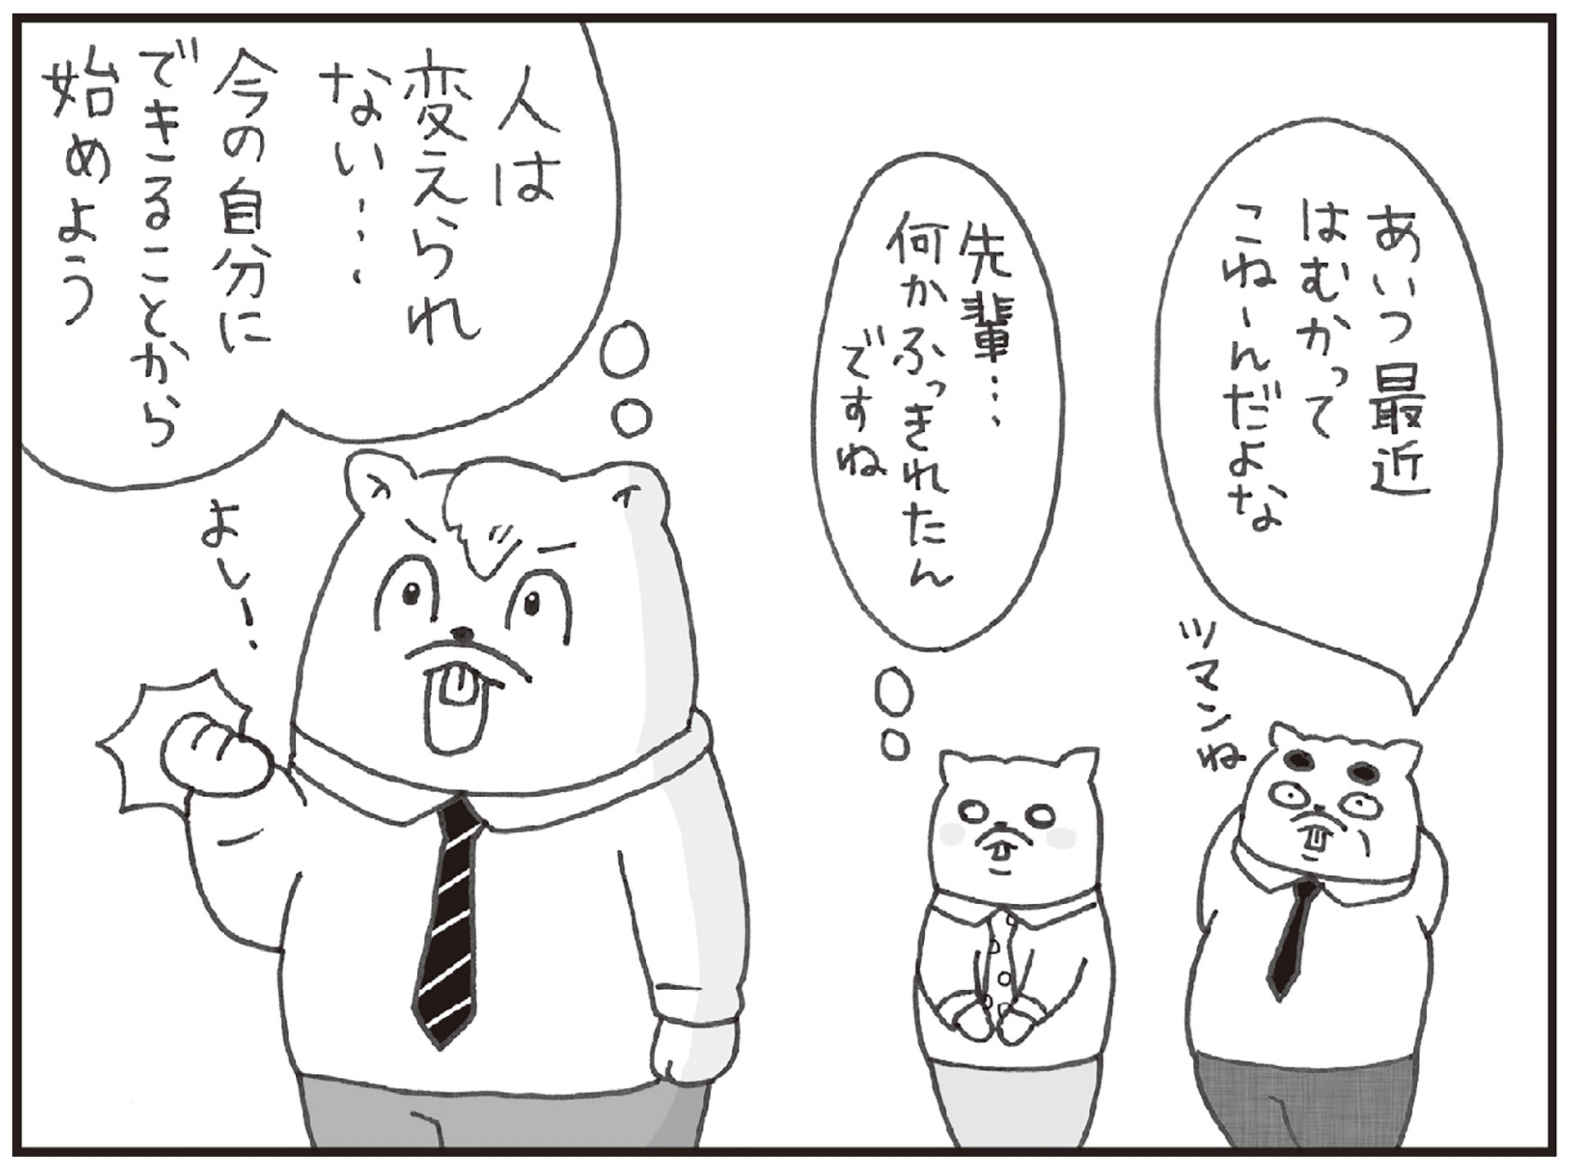 あいつ最近
はむかって
こねーんだよな
ツマンね
先輩…
何かふっきれたん
ですね
人は
変えられ
ない…
今の自分に
できることから
始めよう
よしー!